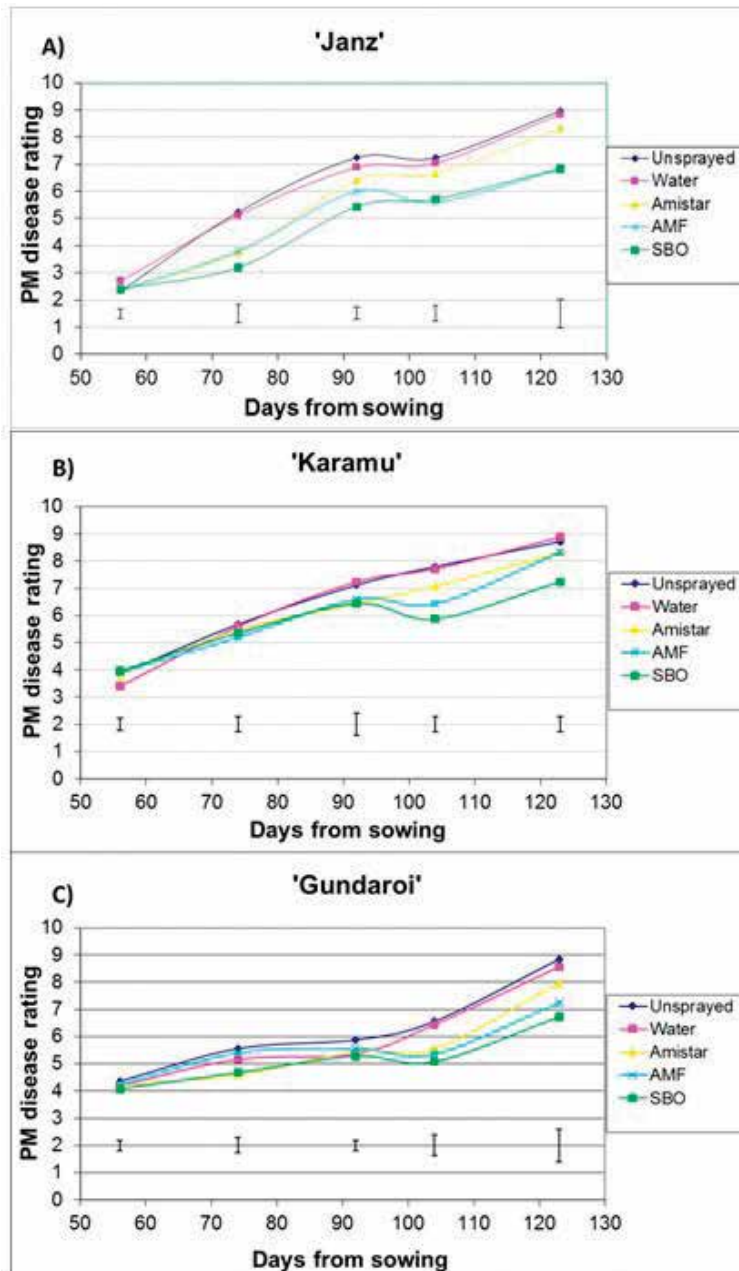 A)
'Janz'
PM disease rating
10
9
8
7
6
5
4
3
2
1
0
50 60 70 80 90 100 110 120 130
Days from sowing
Unsprayed
Water
Amistar
AMF
SBO
B)
'Karamu'
PM disease rating
10
9
8
7
6
5
4
3
2
1
0
50 60 70 80 90 100 110 120 130
Days from sowing
Unsprayed
Water
Amistar
AMF
SBO
C)
'Gundaroi'
PM disease rating
10
9
8
7
6
5
4
3
2
1
0
50 60 70 80 90 100 110 120 130
Days from sowing
Unsprayed
Water
Amistar
AMF
SBO